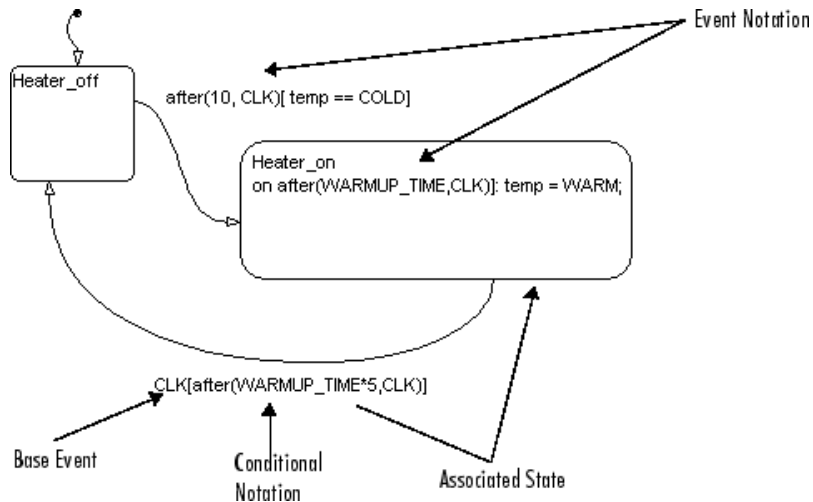 Event Notation
Heater_off
after(10, CLK)[ temp == COLD]
Heater_on
on after(WARMUP_TIME,CLK)]: temp = WARM;
CLK[after(WARMUP_TIME*5,CLK)]
Base Event
Conditional
Notation
Associated State